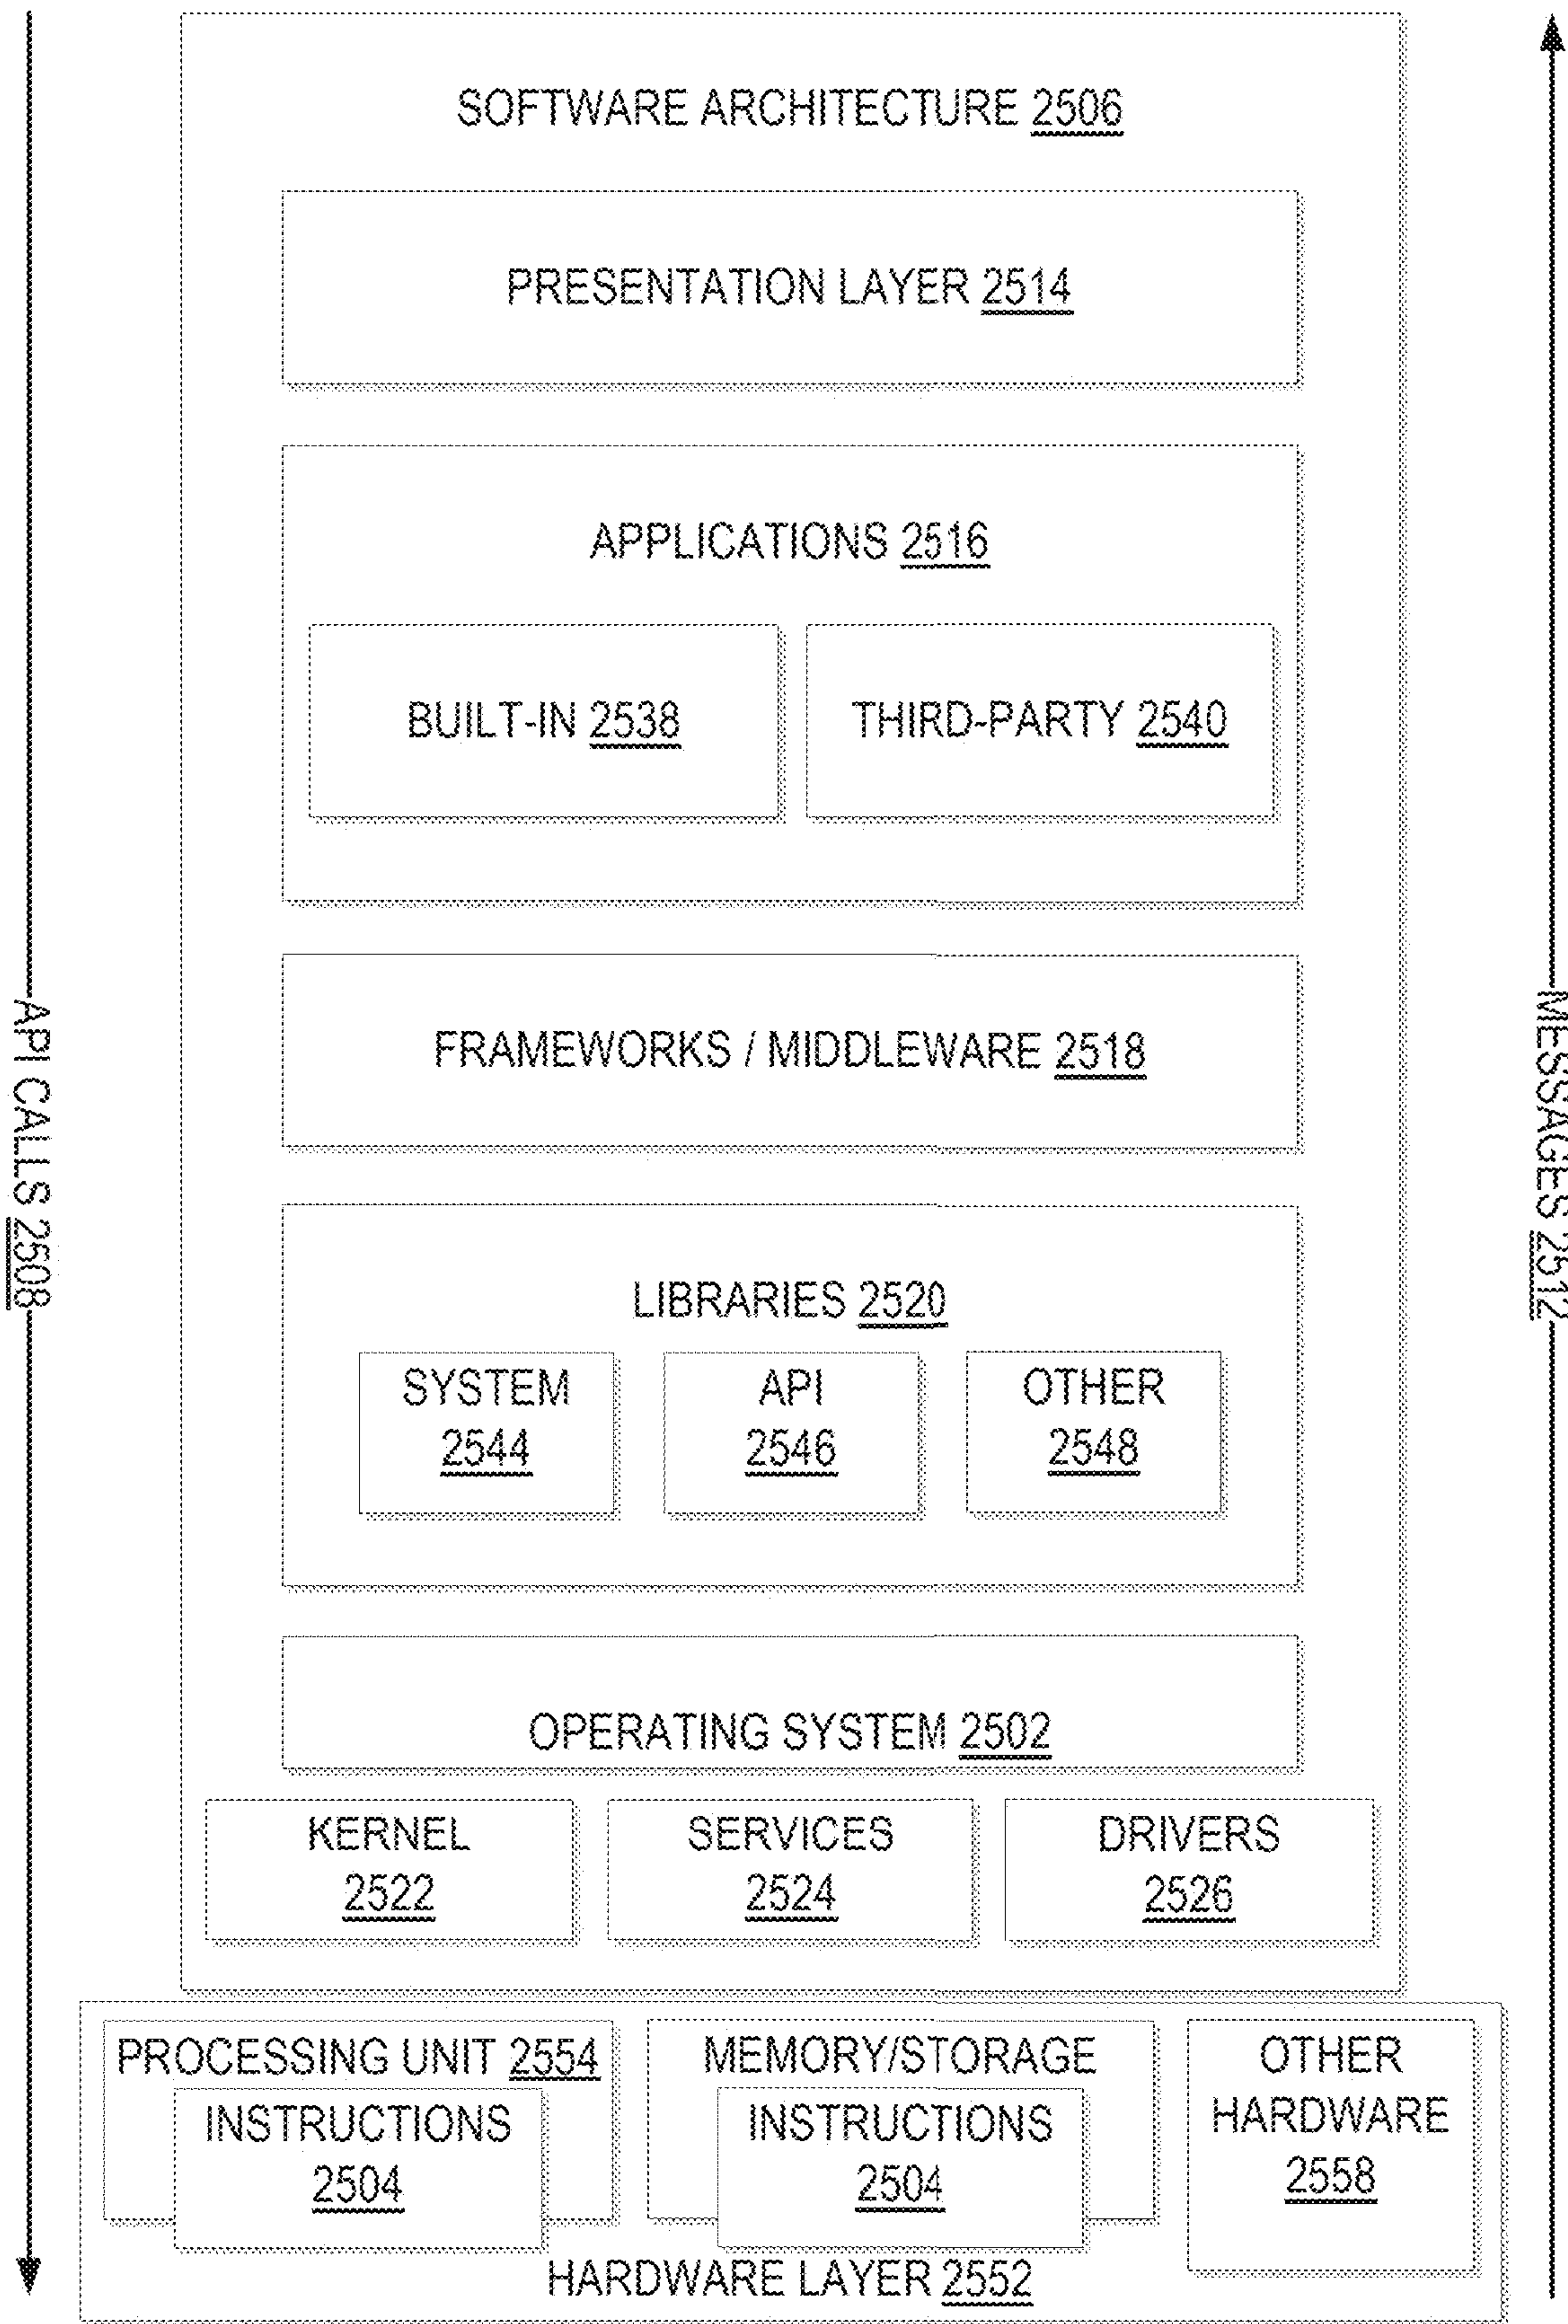 SOFTWARE ARCHITECTURE 2506
PRESENTATION LAYER 2514
APPLICATIONS 2516
BUILT-IN 2538
THIRD-PARTY 2540
FRAMEWORKS / MIDDLEWARE 2518
API CALLS 2508
MESSAGES 2512
LIBRARIES 2520
SYSTEM
2544
API
2546
OTHER
2548
OPERATING SYSTEM 2502
KERNEL
2522
SERVICES
2524
DRIVERS
2526
PROCESSING UNIT 2554
INSTRUCTIONS
2504
MEMORY/STORAGE
INSTRUCTIONS
2504
OTHER
HARDWARE
2558
HARDWARE LAYER 2552